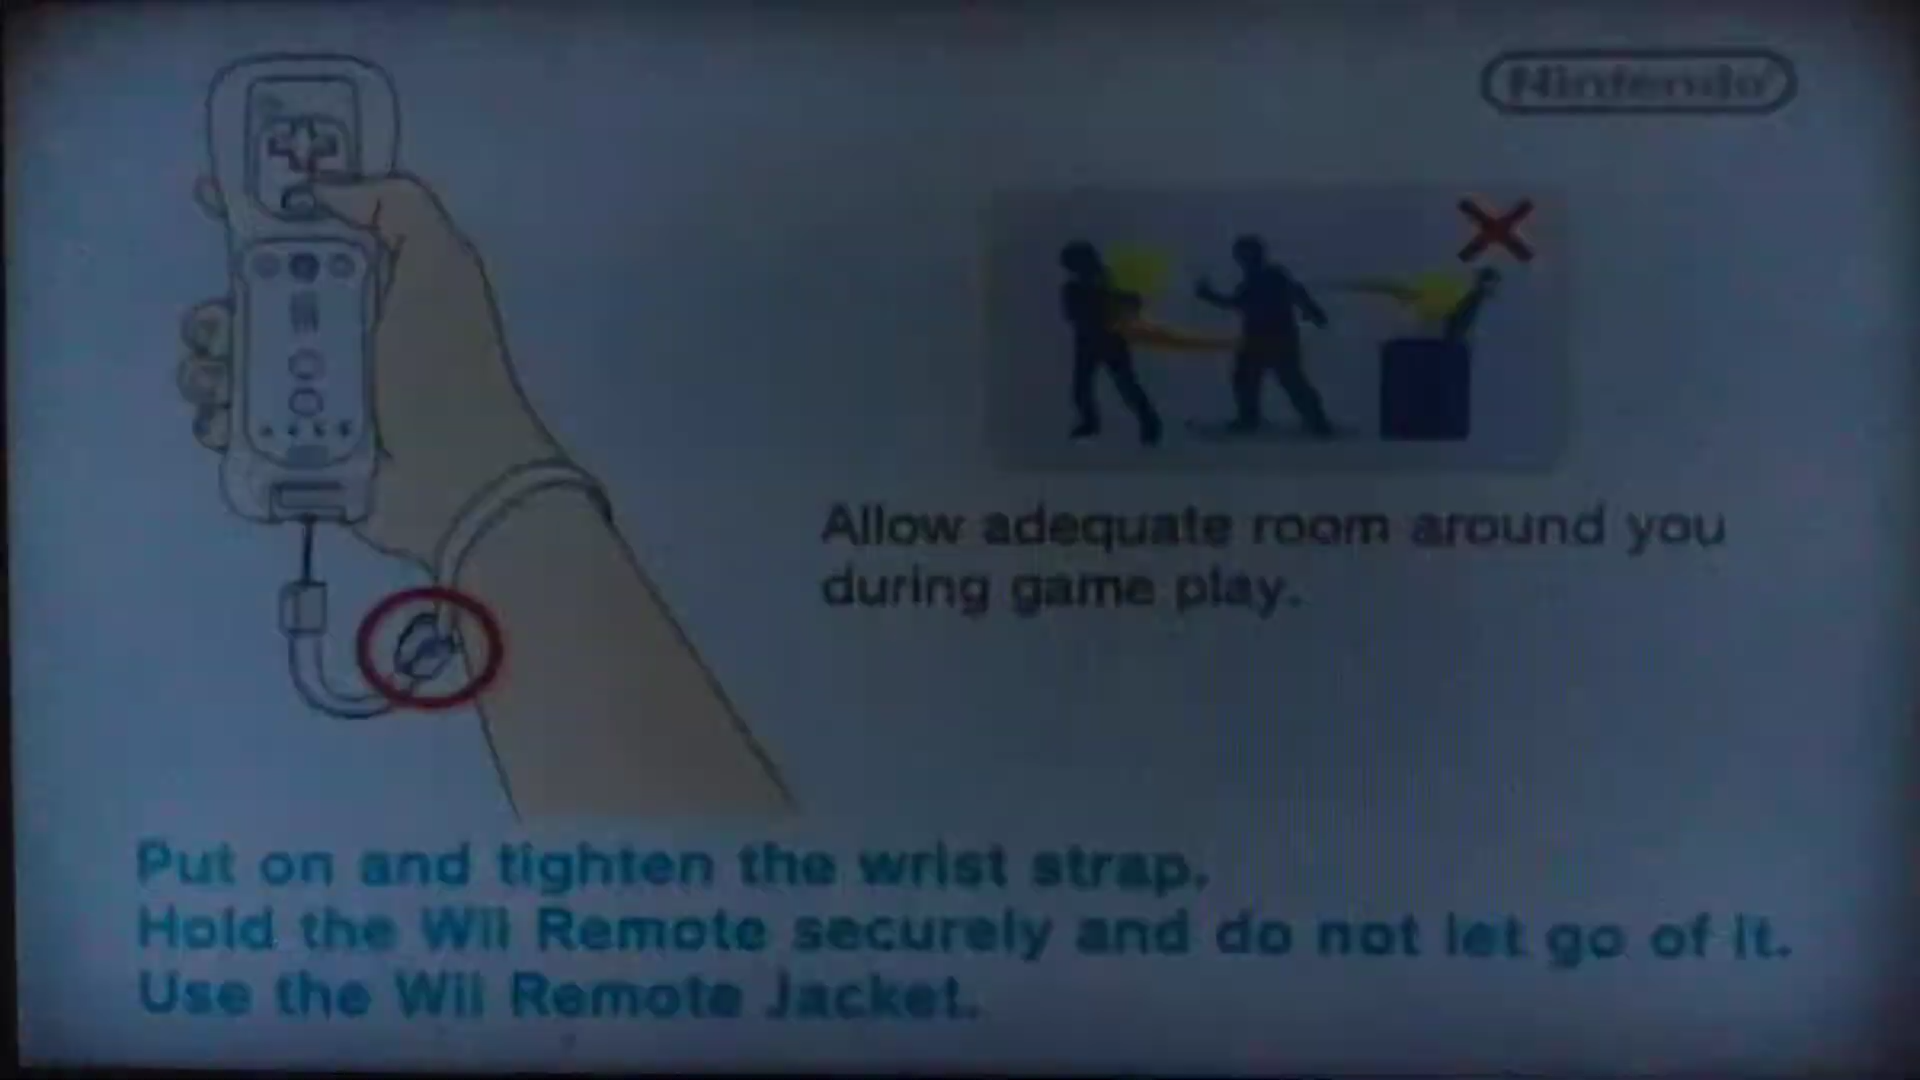 Nintendo
Allow adequate room around you
during game play.
Put on and tighten the wrist strap.
Hold the Wii Remote securely and do not let go of it.
Use the Wii Remote Jacket.